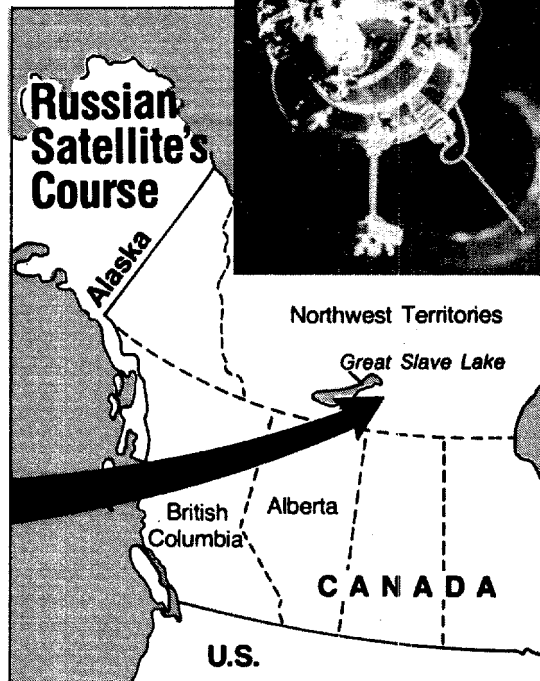 Russian
Satellite's
Course
Alaska
Northwest Territories
Great Slave Lake
British
Columbia
Alberta
CANADA
U.S.